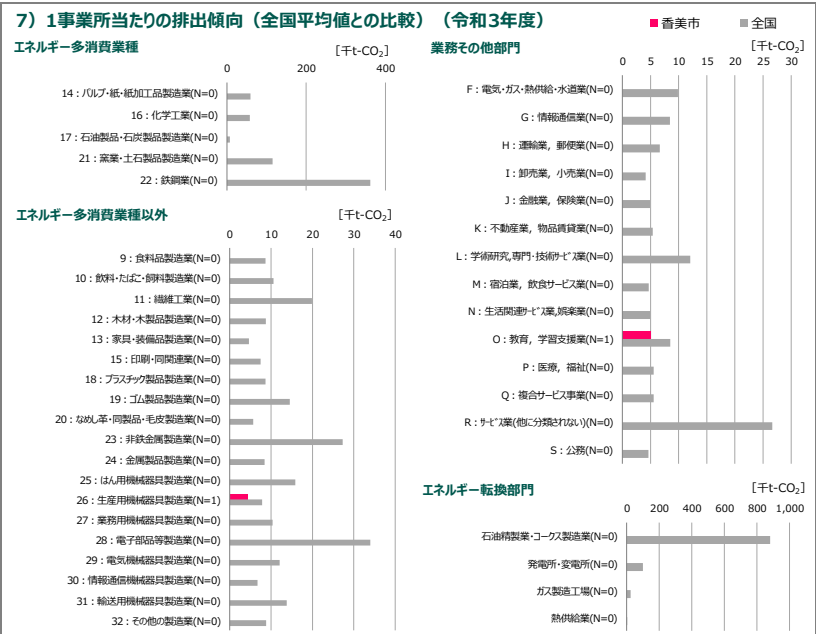 7）1事業所当たりの排出傾向（全国平均値との比較）（令和3年度）
香美市 全国
エネルギー多消費業種
[千t-CO2]
0 200 400
14：パルプ・紙・紙加工品製造業(N=0)
16：化学工業(N=0)
17：石油製品・石炭製品製造業(N=0)
21：窯業・土石製品製造業(N=0)
22：鉄鋼業(N=0)
エネルギー多消費業種以外
[千t-CO2]
0 10 20 30 40
9：食料品製造業(N=0)
10：飲料・たばこ・飼料製造業(N=0)
11：繊維工業(N=0)
12：木材・木製品製造業(N=0)
13：家具・装備品製造業(N=0)
15：印刷・同関連業(N=0)
18：プラスチック製品製造業(N=0)
19：ゴム製品製造業(N=0)
20：なめし革・同製品・毛皮製造業(N=0)
23：非鉄金属製造業(N=0)
24：金属製品製造業(N=0)
25：はん用機械器具製造業(N=0)
26：生産用機械器具製造業(N=1)
27：業務用機械器具製造業(N=0)
28：電子部品等製造業(N=0)
29：電気機械器具製造業(N=0)
30：情報通信機械器具製造業(N=0)
31：輸送用機械器具製造業(N=0)
32：その他の製造業(N=0)
業務その他部門
[千t-CO2]
0 5 10 15 20 25 30
F：電気・ガス・熱供給・水道業(N=0)
G：情報通信業(N=0)
H：運輸業，郵便業(N=0)
I：卸売業，小売業(N=0)
J：金融業，保険業(N=0)
K：不動産業，物品賃貸業(N=0)
L：学術研究,専門・技術サービス業(N=0)
M：宿泊業，飲食サービス業(N=0)
N：生活関連サービス業,娯楽業(N=0)
O：教育，学習支援業(N=1)
P：医療，福祉(N=0)
Q：複合サービス事業(N=0)
R：サービス業(他に分類されない)(N=0)
S：公務(N=0)
エネルギー転換部門
[千t-CO2]
0 200 400 600 800 1,000
石油精製業・コークス製造業(N=0)
発電所・変電所(N=0)
ガス製造工場(N=0)
熱供給業(N=0)